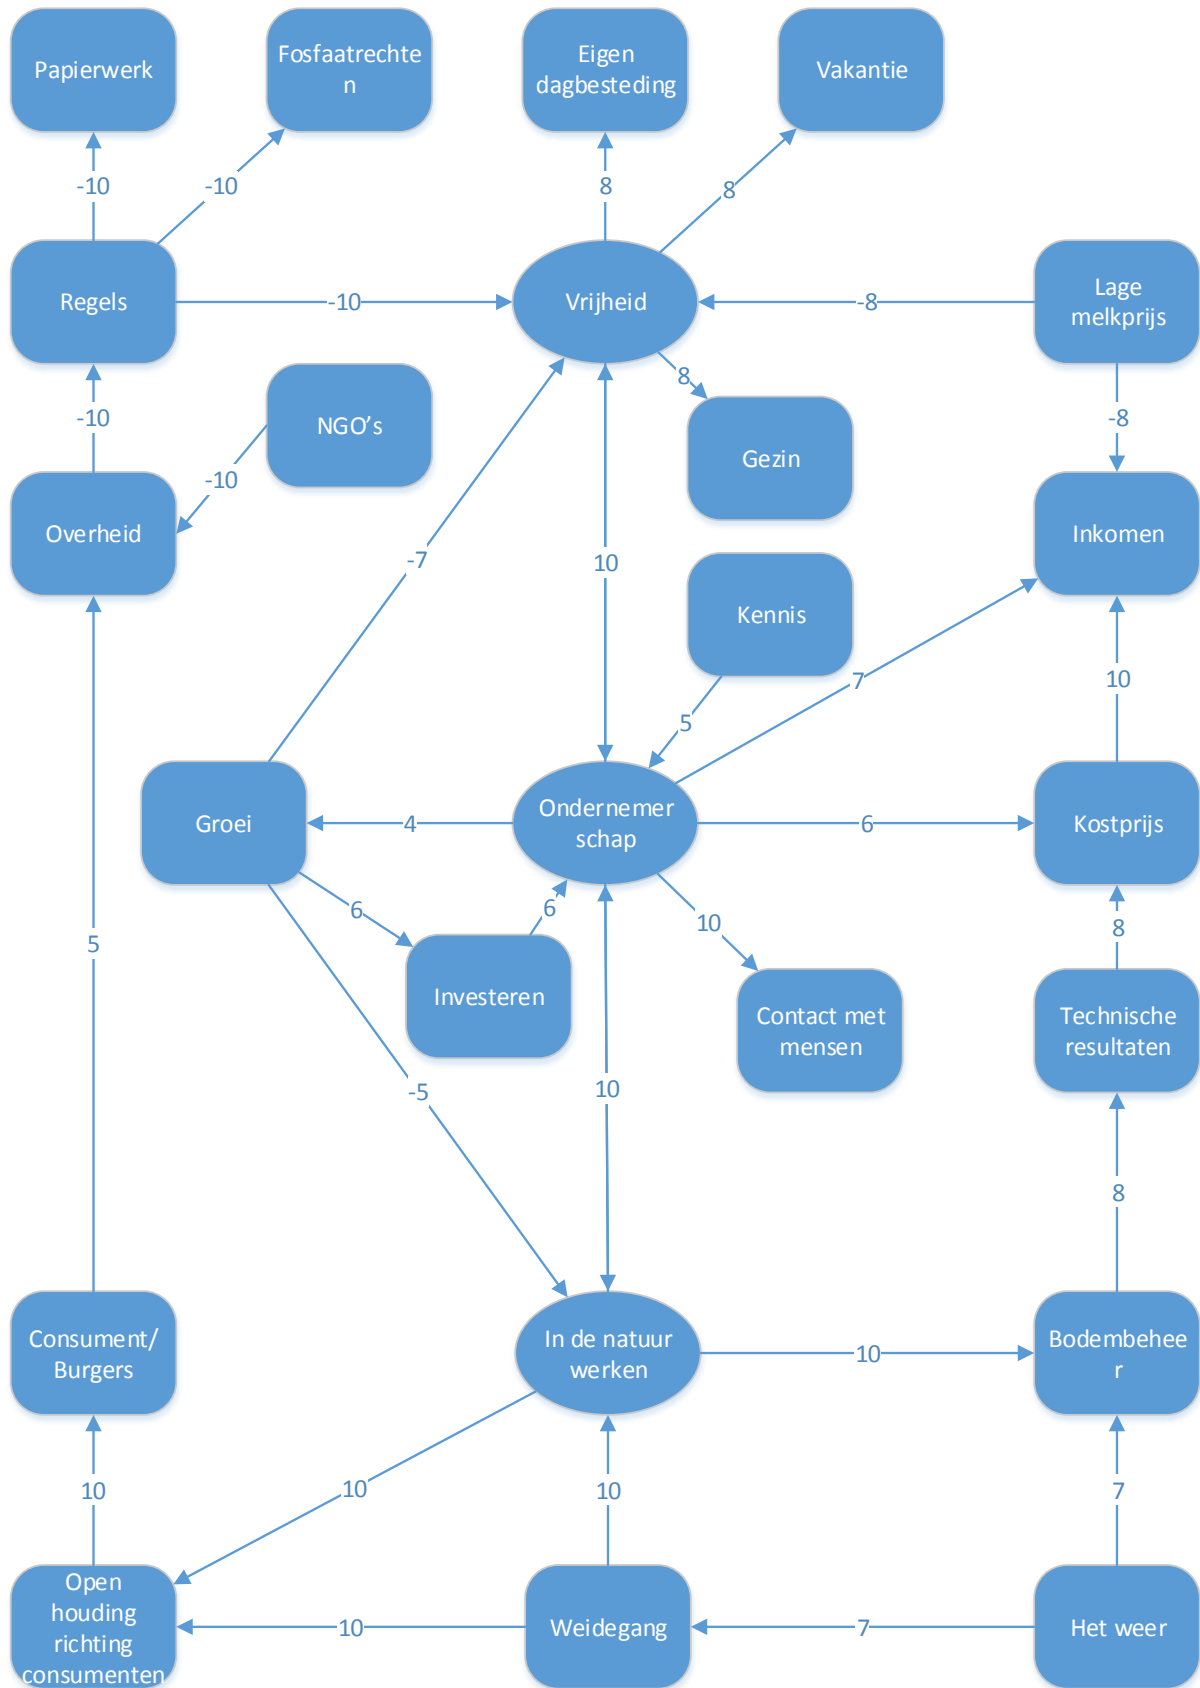 Papierwerk
Fosfaatrechte
n
Eigen
dagbesteding
Vakantie
-10
-10
8
8
Regels
-10
Vrijheid
-8
Lage
melkprijs
-10
NGO's
8
-8
-10
Gezin
Overheid
Inkomen
-7
10
Kennis
7
10
5
Groei
4
Ondernemer
schap
6
Kostprijs
6
6
10
8
5
Investeren
Contact met
mensen
Technische
resultaten
-5
10
8
Consument/
Burgers
In de natuur
werken
10
Bodembehee
r
10
10
10
7
Open
houding
richting
consumenten
10
Weidegang
7
Het weer